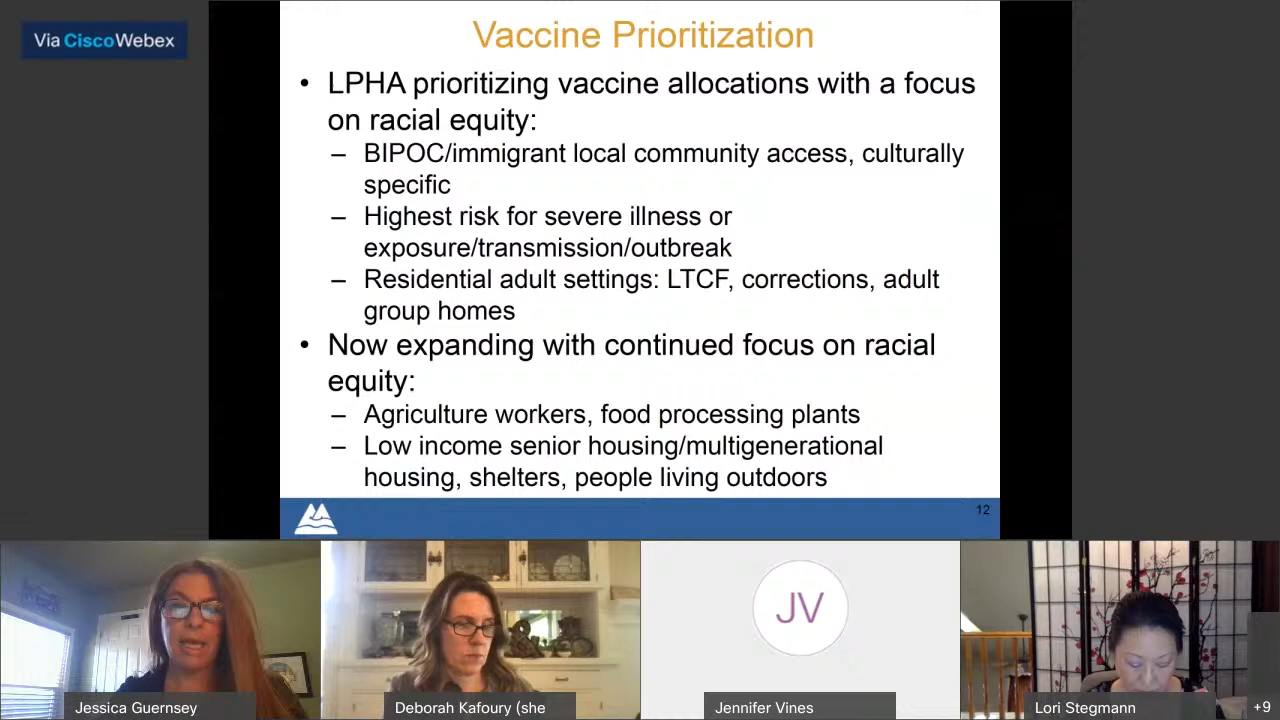 Via Cisco Webex
Vaccine Prioritization
• LPHA prioritizing vaccine allocations with a focus
on racial equity:
– BIPOC/immigrant local community access, culturally
specific
– Highest risk for severe illness or
exposure/transmission/outbreak
– Residential adult settings: LTCF, corrections, adult
group homes
• Now expanding with continued focus on racial
equity:
– Agriculture workers, food processing plants
– Low income senior housing/multigenerational
housing, shelters, people living outdoors
12
JV
Jessica Guernsey
Deborah Kafoury (she
Jennifer Vines
Lori Stegmann
+9